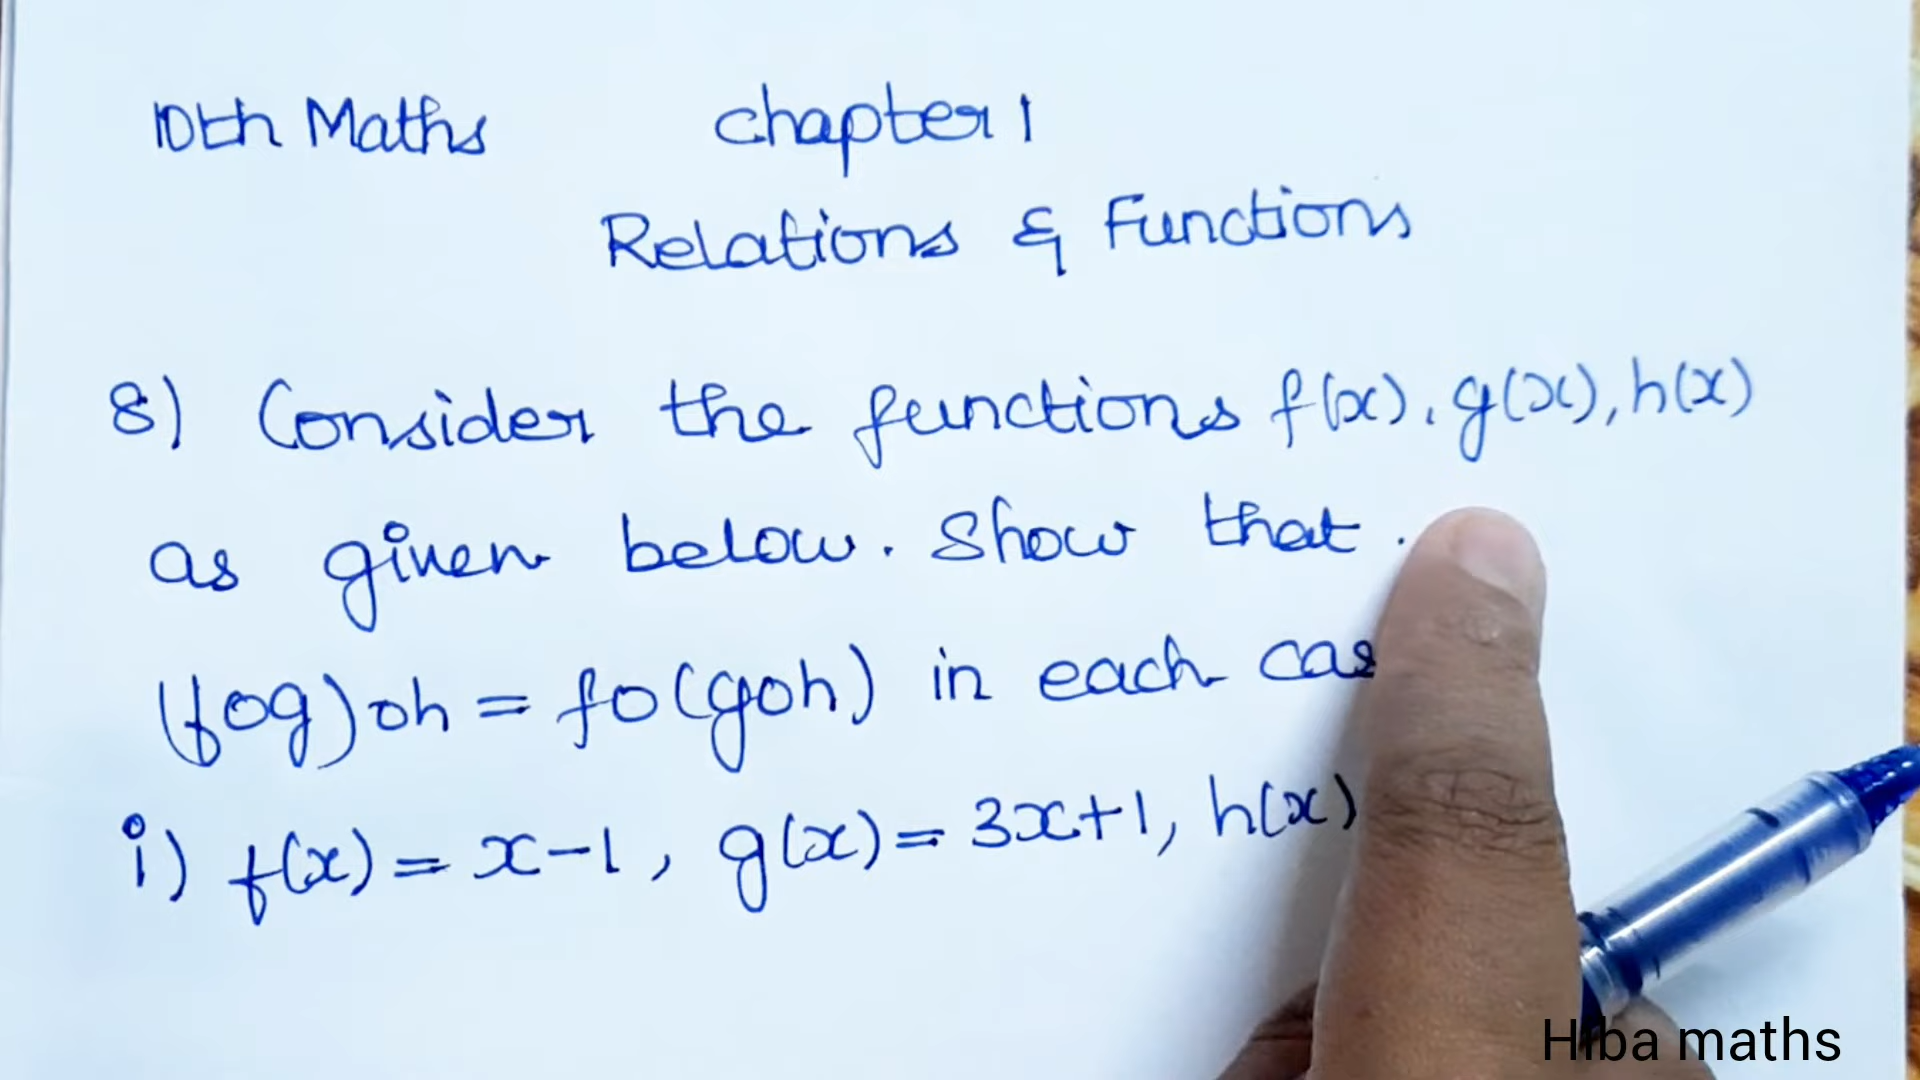 10th Maths chapter 1
Relations & Functions
8) Consider the functions f(x), g(x), h(x)
as given below. Show that.
(fog)oh = fo(goh) in each
i) f(x) = x-1, g(x) = 3x+1, h(x)
Hiba maths